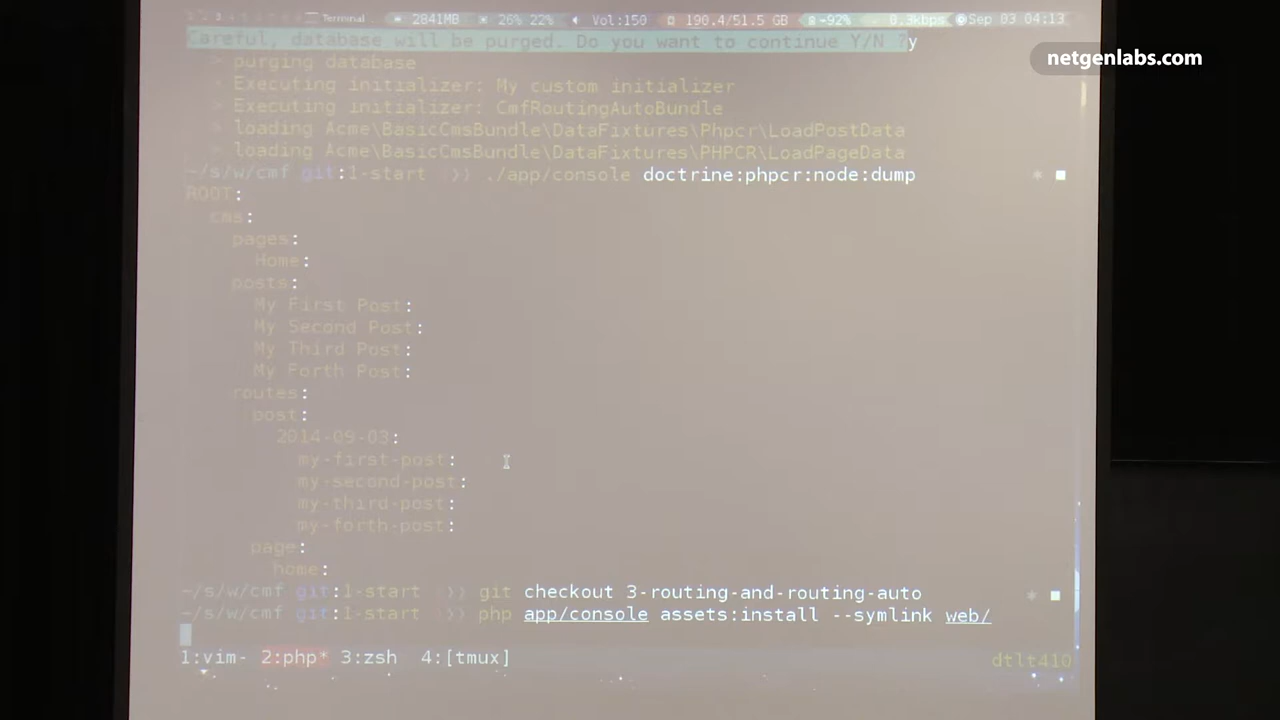 Terminal 2841MB 26% 22% Vol:150 190.4/51.5 GB -92% 0.3kbps Sep 03 04:13
Careful, database will be purged. Do you want to continue Y/N ?y
netgenlabs.com
> purging database
> Executing initializer: My custom initializer
> Executing initializer: CmfRoutingAutoBundle
> loading Acme\BasicCmsBundle\DataFixtures\Phpcr\LoadPostData
> loading Acme\BasicCmsBundle\DataFixtures\PHPCR\LoadPageData
~/s/w/cmf git:1-start ❯❯ ./app/console doctrine:phpcr:node:dump
ROOT:
cms:
pages:
Home:
posts:
My First Post:
My Second Post:
My Third Post:
My Forth Post:
routes:
post:
2014-09-03:
my-first-post:
my-second-post:
my-third-post:
my-forth-post:
page:
home:
~/s/w/cmf git:1-start ❯❯ git checkout 3-routing-and-routing-auto
~/s/w/cmf git:1-start ❯❯ php app/console assets:install --symlink web/
1:vim- 2:php* 3:zsh 4:[tmux] dtlt410